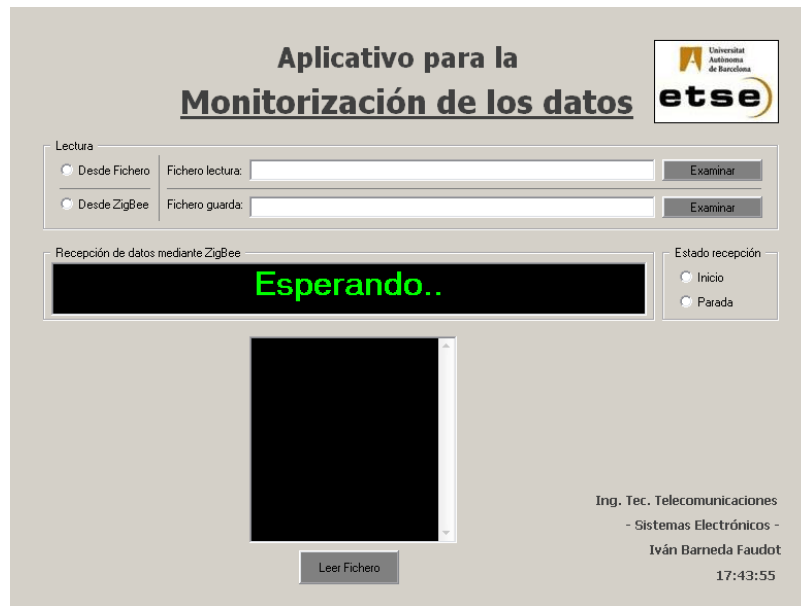 Aplicativo para la
Monitorización de los datos
Universitat
Autònoma
de Barcelona
etse
Lectura
Desde Fichero
Fichero lectura:
Examinar
Desde ZigBee
Fichero guarda:
Examinar
Recepción de datos mediante ZigBee
Esperando..
Estado recepción
Inicio
Parada
Leer Fichero
Ing. Tec. Telecomunicaciones
- Sistemas Electrónicos -
Iván Barneda Faudot
17:43:55